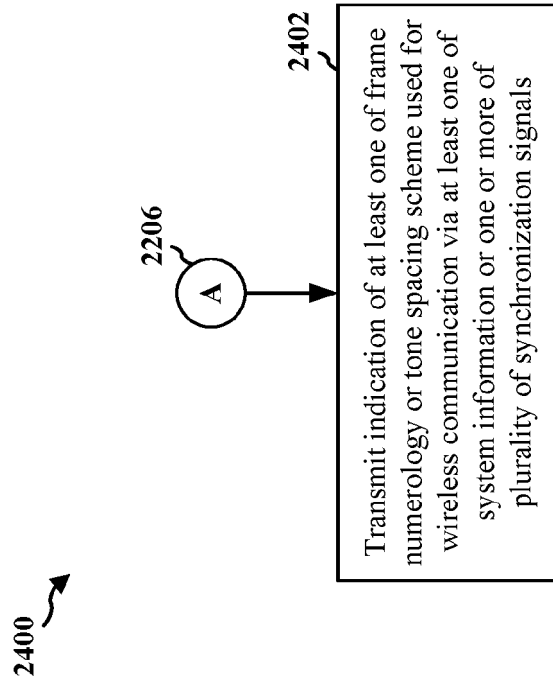 2400
2206
A
2402
Transmit indication of at least one of frame
numerology or tone spacing scheme used for
wireless communication via at least one of
system information or one or more of
plurality of synchronization signals